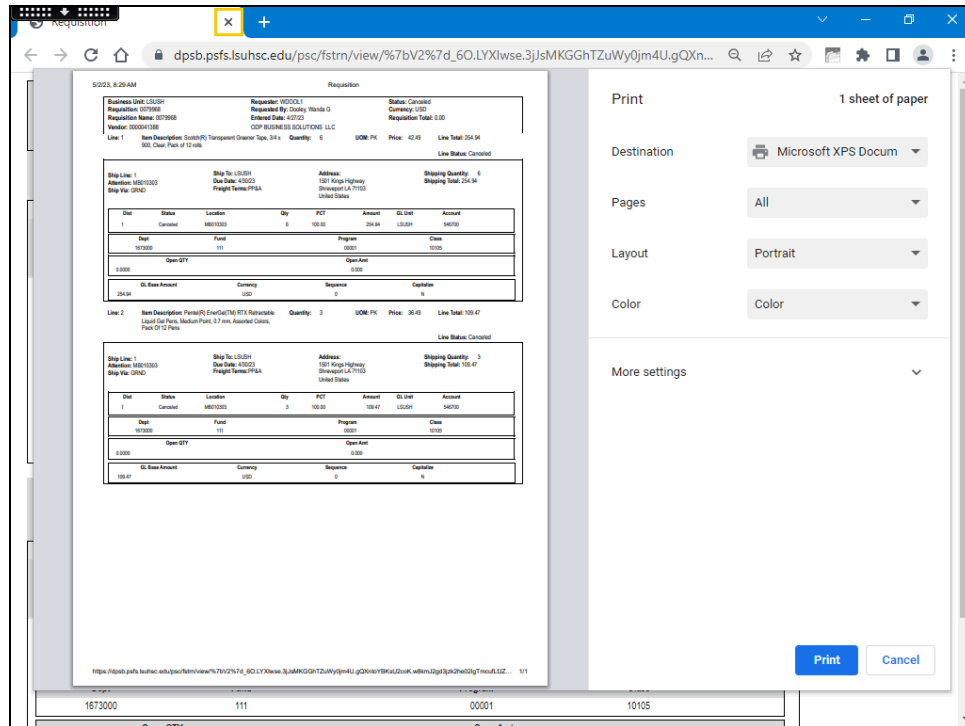 Requisition
dpsb.psfs.lsuhsc.edu/psc/fstrn/view/%7bV2%7d_6O.LYXIwse.3jJsMKGGhTZuWy0jm4U.gQXn...
5/2/23, 8:29 AM Requisition
Business Unit: LSUSH Requester: WDOOL1 Status: Canceled
Requisition: 0079968 Requested By: Dooley, Wanda G Currency: USD
Requisition Name: 0079968 Entered Date: 4/27/23 Requisition Total: 0.00
Vendor: 0000041388 ODP BUSINESS SOLUTIONS LLC
Line: 1 Item Description: Scotch(R) Transparent Greener Tape, 3/4 x Quantity: 6 UOM: PK Price: 42.49 Line Total: 254.94
900, Clear, Pack of 12 rolls
Line Status: Canceled
Ship Line: 1 Ship To: LSUSH Address: Shipping Quantity: 6
Attention: MB010303 Due Date: 4/30/23 1501 Kings Highway Shipping Total: 254.94
Ship Via: GRND Freight Terms: PP&A Shreveport LA 71103
United States
Dist Status Location Qty PCT Amount GL Unit Account
1 Canceled MB010303 6 100.00 254.94 LSUSH 540700
Dept Fund Program Class
1673000 111 00001 10105
Open QTY Open Amt
0.0000 0.000
GL Base Amount Currency Sequence Capitalize
254.94 USD 0 N
Line: 2 Item Description: Pentel(R) EnerGel(TM) RTX Retractable Quantity: 3 UOM: PK Price: 36.49 Line Total: 109.47
Liquid Gel Pens, Medium Point, 0.7 mm, Assorted Colors,
Pack Of 12 Pens
Line Status: Canceled
Ship Line: 1 Ship To: LSUSH Address: Shipping Quantity: 3
Attention: MB010303 Due Date: 4/30/23 1501 Kings Highway Shipping Total: 109.47
Ship Via: GRND Freight Terms: PP&A Shreveport LA 71103
United States
Dist Status Location Qty PCT Amount GL Unit Account
1 Canceled MB010303 3 100.00 109.47 LSUSH 540700
Dept Fund Program Class
1673000 111 00001 10105
Open QTY Open Amt
0.0000 0.000
GL Base Amount Currency Sequence Capitalize
109.47 USD 0 N
1/1
Print 1 sheet of paper
Destination Microsoft XPS Docum
Pages All
Layout Portrait
Color Color
More settings
Print Cancel
1673000 111 00001 10105